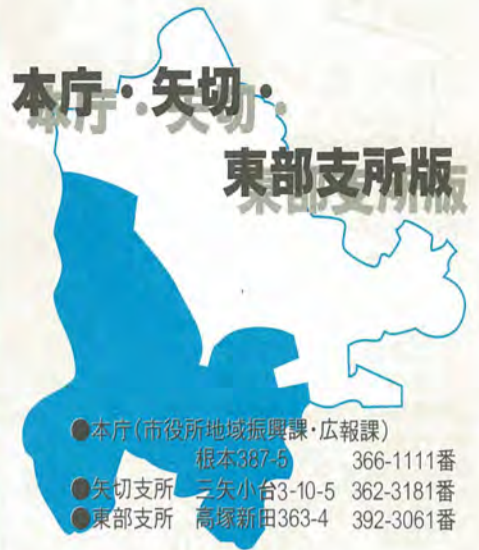 本庁・矢切・
東部支所版
●本庁(市役所地域振興課・広報課)
根本387-5 366-1111番
●矢切支所 三矢小台3-10-5 362-3181番
●東部支所 高塚新田363-4 392-3061番